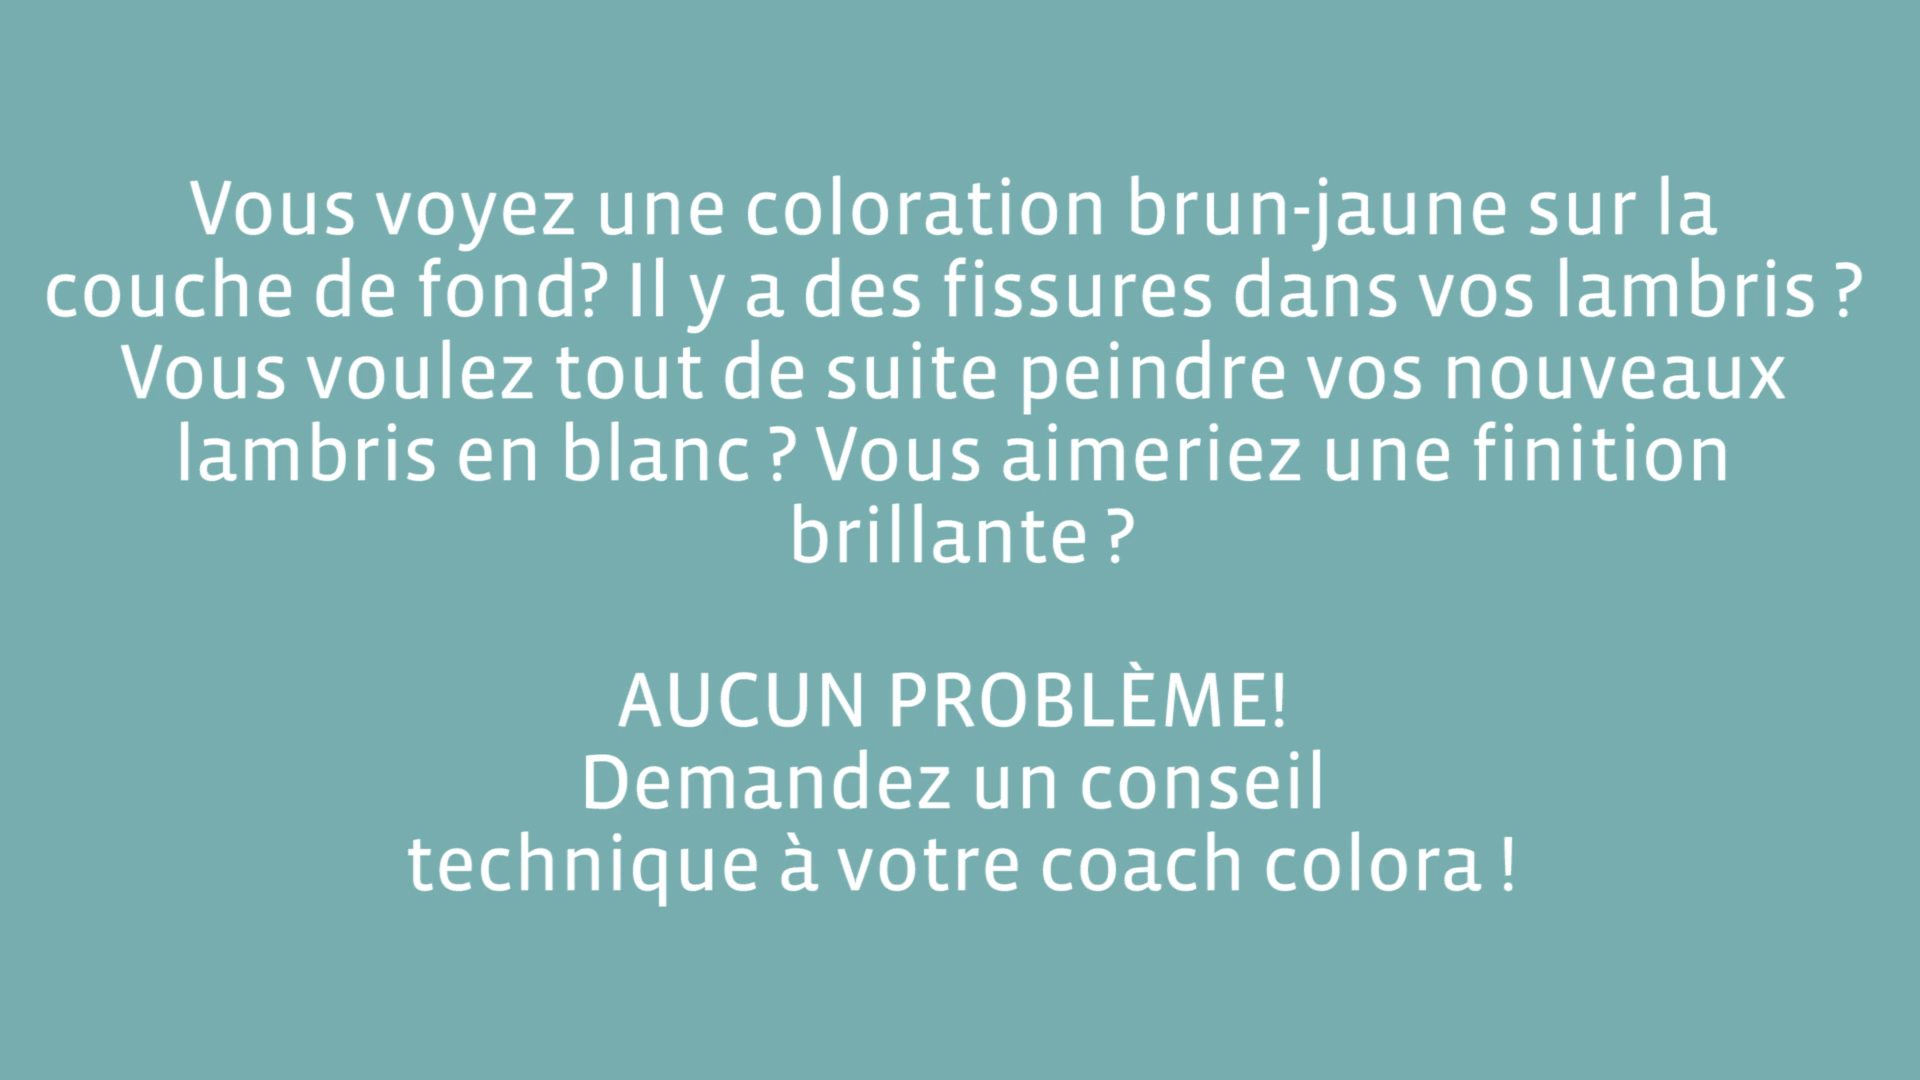 Vous voyez une coloration brun-jaune sur la
couche de fond? Il y a des fissures dans vos lambris ?
Vous voulez tout de suite peindre vos nouveaux
lambris en blanc ? Vous aimeriez une finition
brillante ?
AUCUN PROBLÈME!
Demandez un conseil
technique à votre coach colora !